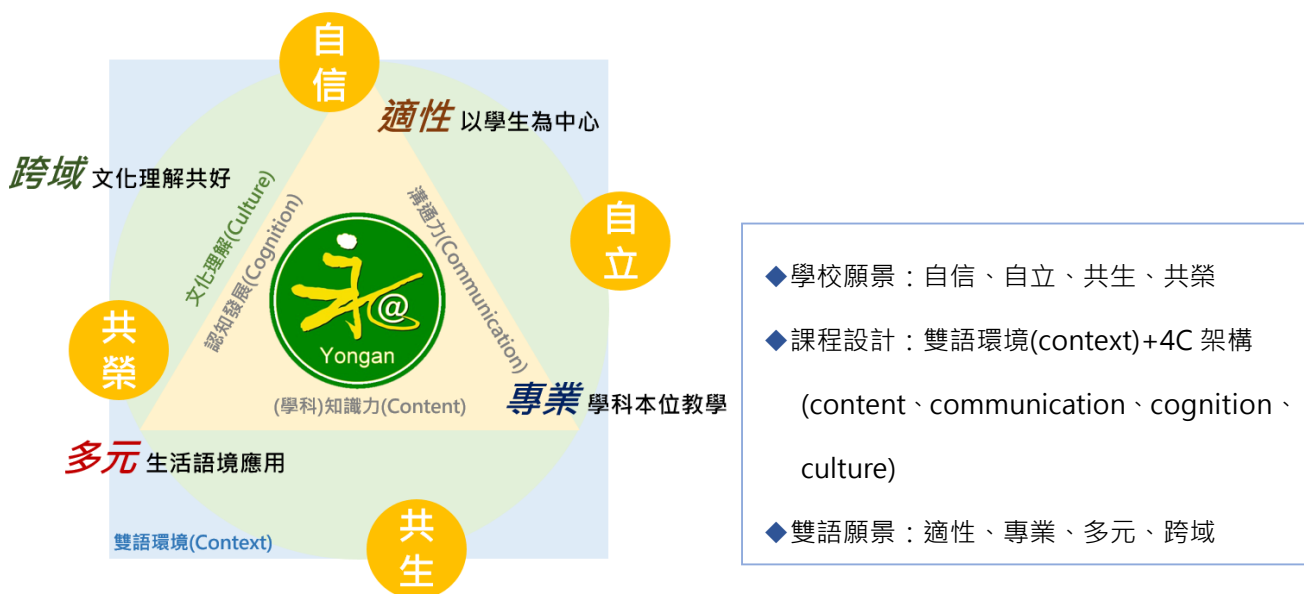 自信
適性 以學生為中心
跨域 文化理解共好
自立
文化理解(Culture)
認知發展(Cognition)
溝通力(Communication)
永@
Yongan
共榮
(學科)知識力(Content)
專業 學科本位教學
多元 生活語境應用
雙語環境(Context)
共生
◆學校願景：自信、自立、共生、共榮
◆課程設計：雙語環境(context)+4C 架構
(content、communication、cognition、
culture)
◆雙語願景：適性、專業、多元、跨域